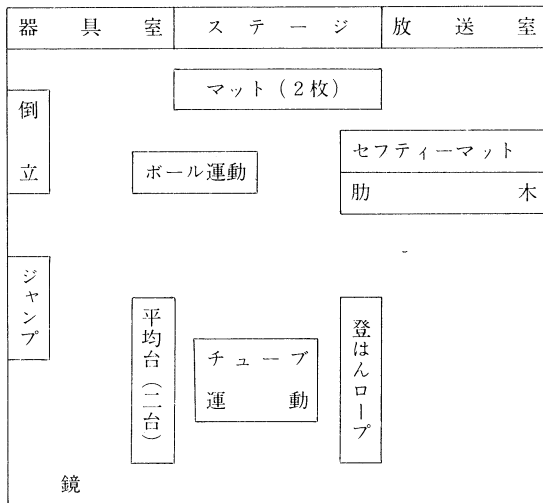 器具室
ステージ
放送室
マット(2枚)
倒立
ボール運動
セフティーマット
肋木
ジャンプ
平均台(二台)
チューブ
運動
登はんロープ
鏡